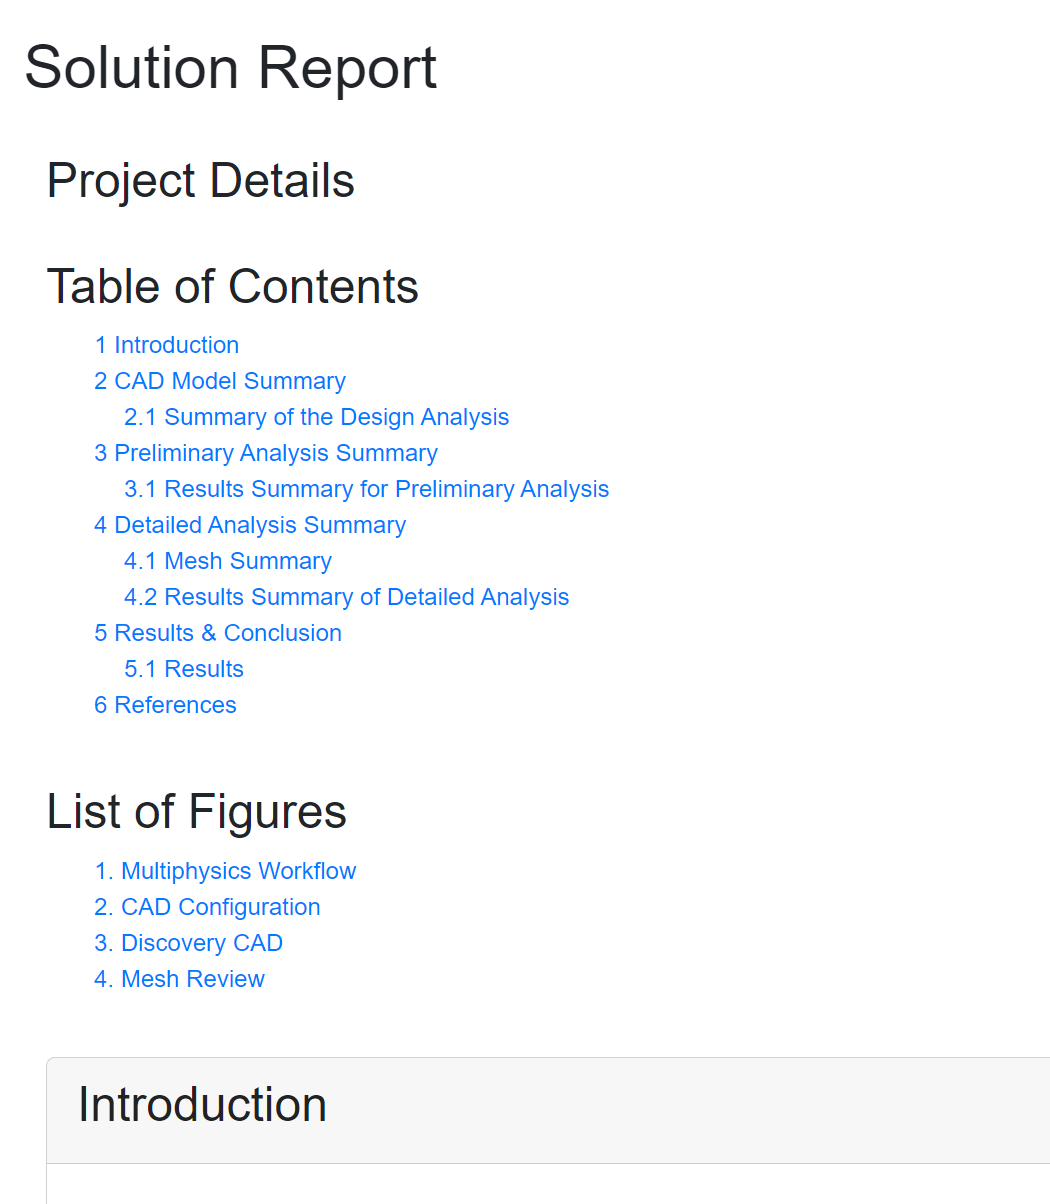 Solution Report
Project Details
Table of Contents
1 Introduction
2 CAD Model Summary
2.1 Summary of the Design Analysis
3 Preliminary Analysis Summary
3.1 Results Summary for Preliminary Analysis
4 Detailed Analysis Summary
4.1 Mesh Summary
4.2 Results Summary of Detailed Analysis
5 Results & Conclusion
5.1 Results
6 References
List of Figures
1. Multiphysics Workflow
2. CAD Configuration
3. Discovery CAD
4. Mesh Review
Introduction